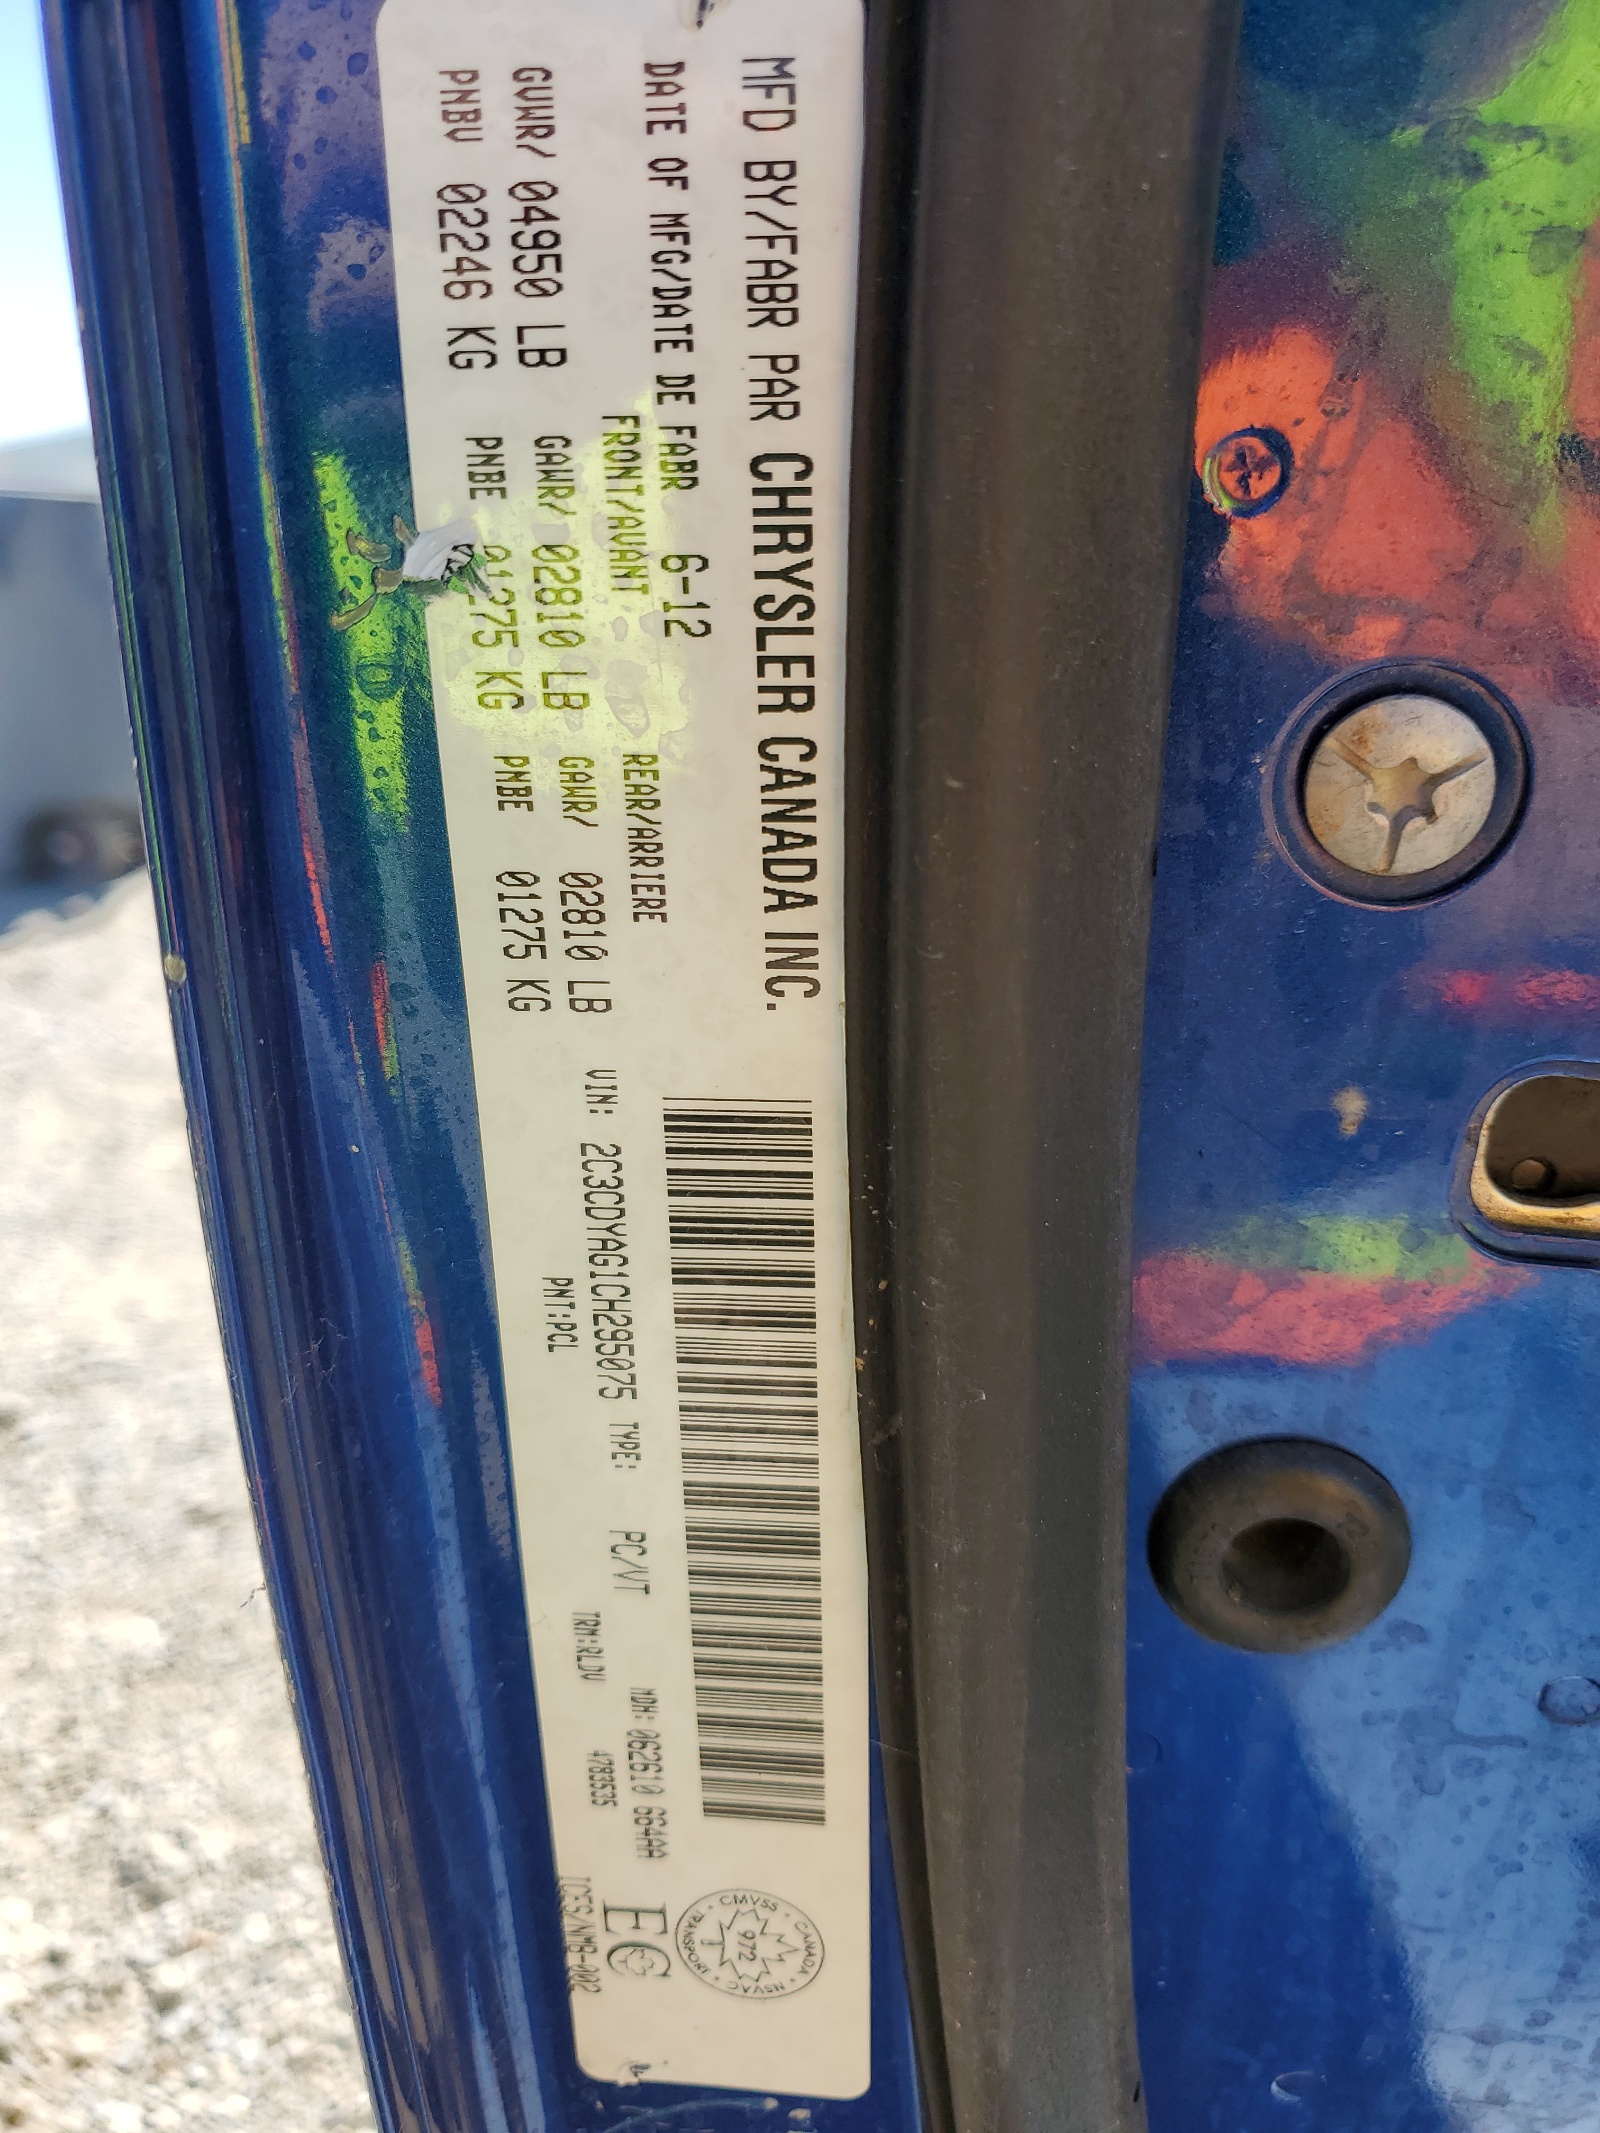 MFD BY/FABR PAR CHRYSLER CANADA INC.
DATE OF MFG/DATE DE FABR 6-12
FRONT/AVANT REAR/ARRIERE
GVWR/ 04950 LB GAWR/ 02810 LB GAWR/ 02810 LB
PNBV 02246 KG PNBE 01275 KG PNBE 01275 KG
VIN: 2C3CDYAG1CH295075 TYPE: PC/VT MDH: 062610 664AA
PNT:PCL TRM:RLDV 4783535
EC
CMVSS • CANADA • NSVAC • TRANSPORT •
972